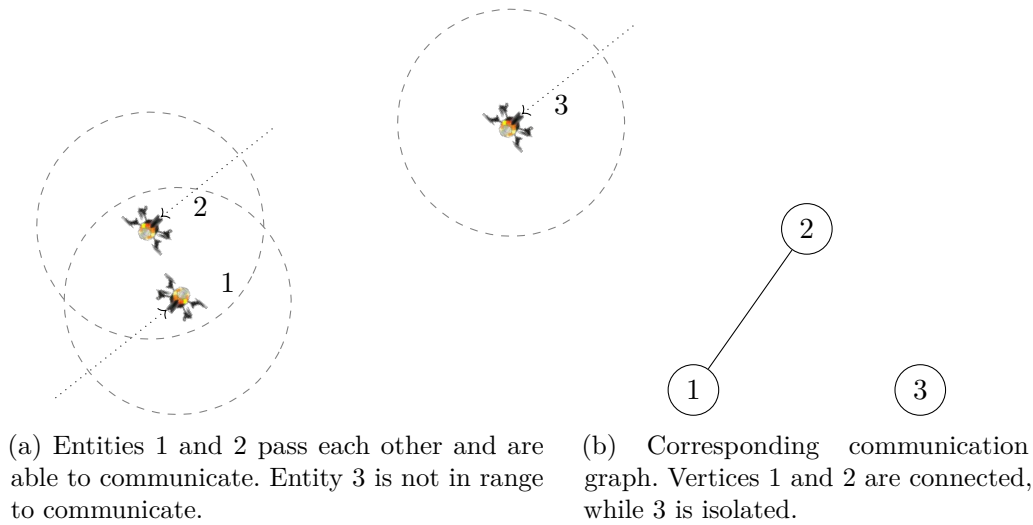 3
2
1
2
1
3
(a) Entities 1 and 2 pass each other and are
able to communicate. Entity 3 is not in range
to communicate.
(b) Corresponding communication
graph. Vertices 1 and 2 are connected,
while 3 is isolated.